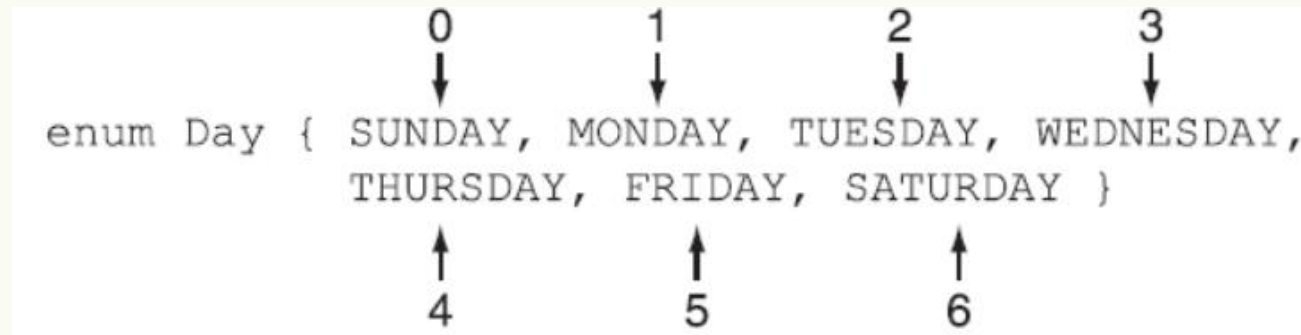 0 1 2 3
enum Day { SUNDAY, MONDAY, TUESDAY, WEDNESDAY,
THURSDAY, FRIDAY, SATURDAY }
4 5 6